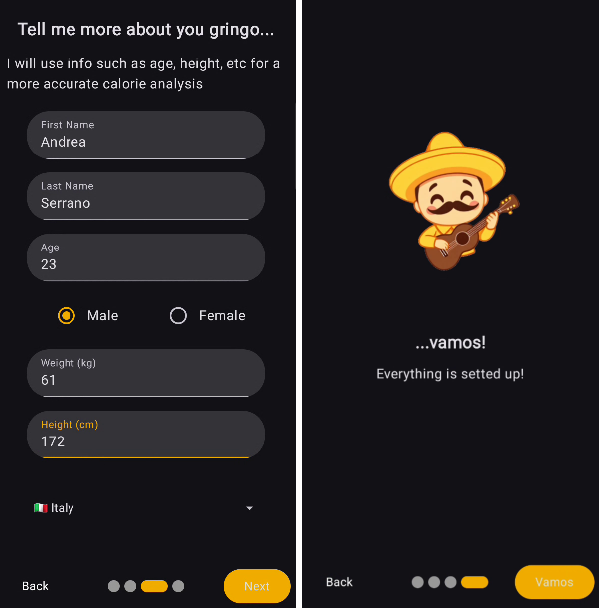 Tell me more about you gringo...
I will use info such as age, height, etc for a
more accurate calorie analysis
First Name
Andrea
Last Name
Serrano
Age
23
Male
Female
Weight (kg)
61
Height (cm)
172
Italy
Back
Next
...vamos!
Everything is setted up!
Back
Vamos